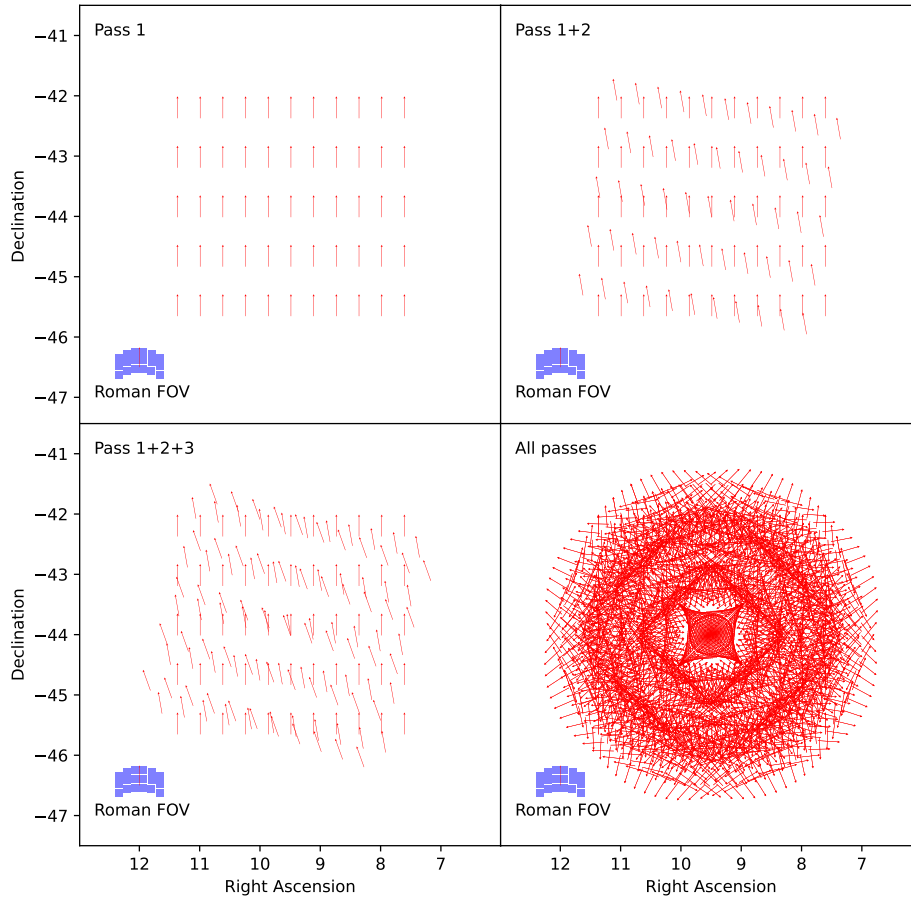 Pass 1
Pass 1+2
−41
−42
−43
−44
−45
−46
−47
Declination
Roman FOV
Roman FOV
Pass 1+2+3
All passes
−41
−42
−43
−44
−45
−46
−47
Declination
Roman FOV
Roman FOV
12 11 10 9 8 7
12 11 10 9 8 7
Right Ascension
Right Ascension